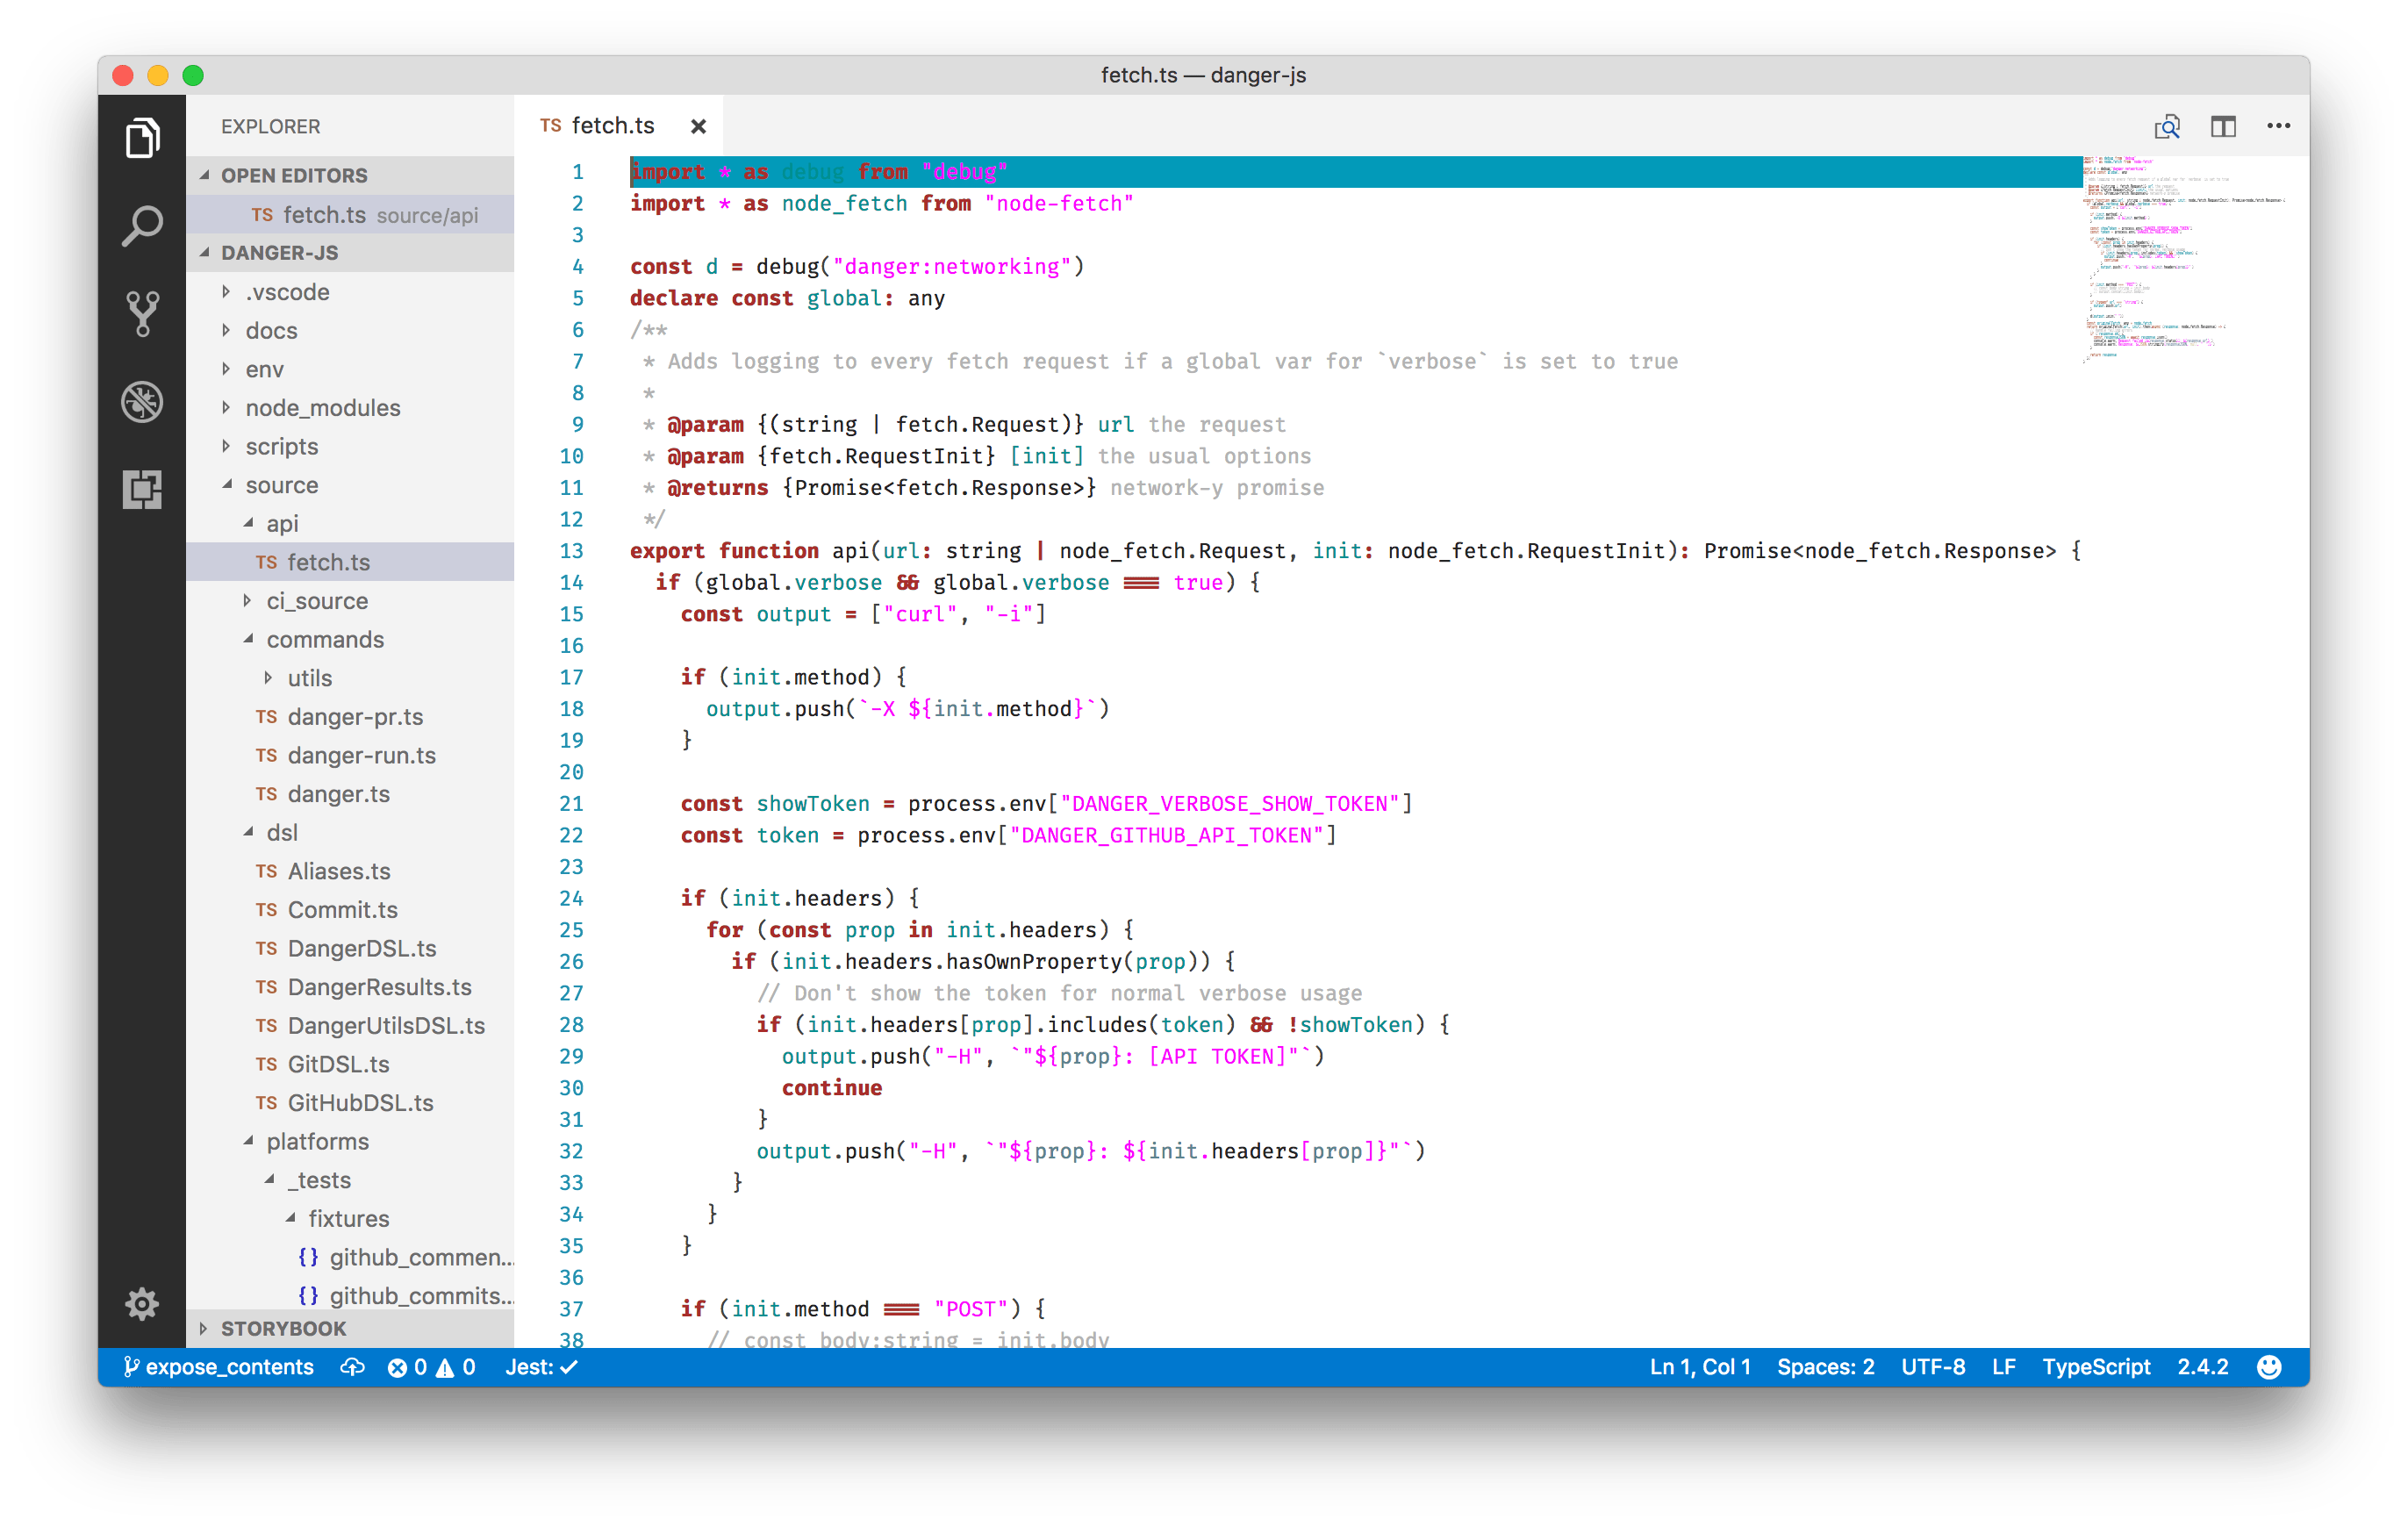 fetch.ts — danger-js
EXPLORER
OPEN EDITORS
TS fetch.ts source/api
DANGER-JS
.vscode
docs
env
node_modules
scripts
source
api
TS fetch.ts
ci_source
commands
utils
TS danger-pr.ts
TS danger-run.ts
TS danger.ts
dsl
TS Aliases.ts
TS Commit.ts
TS DangerDSL.ts
TS DangerResults.ts
TS DangerUtilsDSL.ts
TS GitDSL.ts
TS GitHubDSL.ts
platforms
_tests
fixtures
{} github_commen...
{} github_commits...
STORYBOOK
TS fetch.ts
1 import * as debug from "debug"
2 import * as node_fetch from "node-fetch"
3
4 const d = debug("danger:networking")
5 declare const global: any
6 /**
7 * Adds logging to every fetch request if a global var for `verbose` is set to true
8 *
9 * @param {(string | fetch.Request)} url the request
10 * @param {fetch.RequestInit} [init] the usual options
11 * @returns {Promise<fetch.Response>} network-y promise
12 */
13 export function api(url: string | node_fetch.Request, init: node_fetch.RequestInit): Promise<node_fetch.Response> {
14 if (global.verbose && global.verbose === true) {
15 const output = ["curl", "-i"]
16
17 if (init.method) {
18 output.push(`-X ${init.method}`)
19 }
20
21 const showToken = process.env["DANGER_VERBOSE_SHOW_TOKEN"]
22 const token = process.env["DANGER_GITHUB_API_TOKEN"]
23
24 if (init.headers) {
25 for (const prop in init.headers) {
26 if (init.headers.hasOwnProperty(prop)) {
27 // Don't show the token for normal verbose usage
28 if (init.headers[prop].includes(token) && !showToken) {
29 output.push("-H", `"${prop}: [API TOKEN]"`)
30 continue
31 }
32 output.push("-H", `"${prop}: ${init.headers[prop]}"`)
33 }
34 }
35 }
36
37 if (init.method === "POST") {
38 // const body:string = init.body
expose_contents 0 0 Jest: ✓
Ln 1, Col 1 Spaces: 2 UTF-8 LF TypeScript 2.4.2